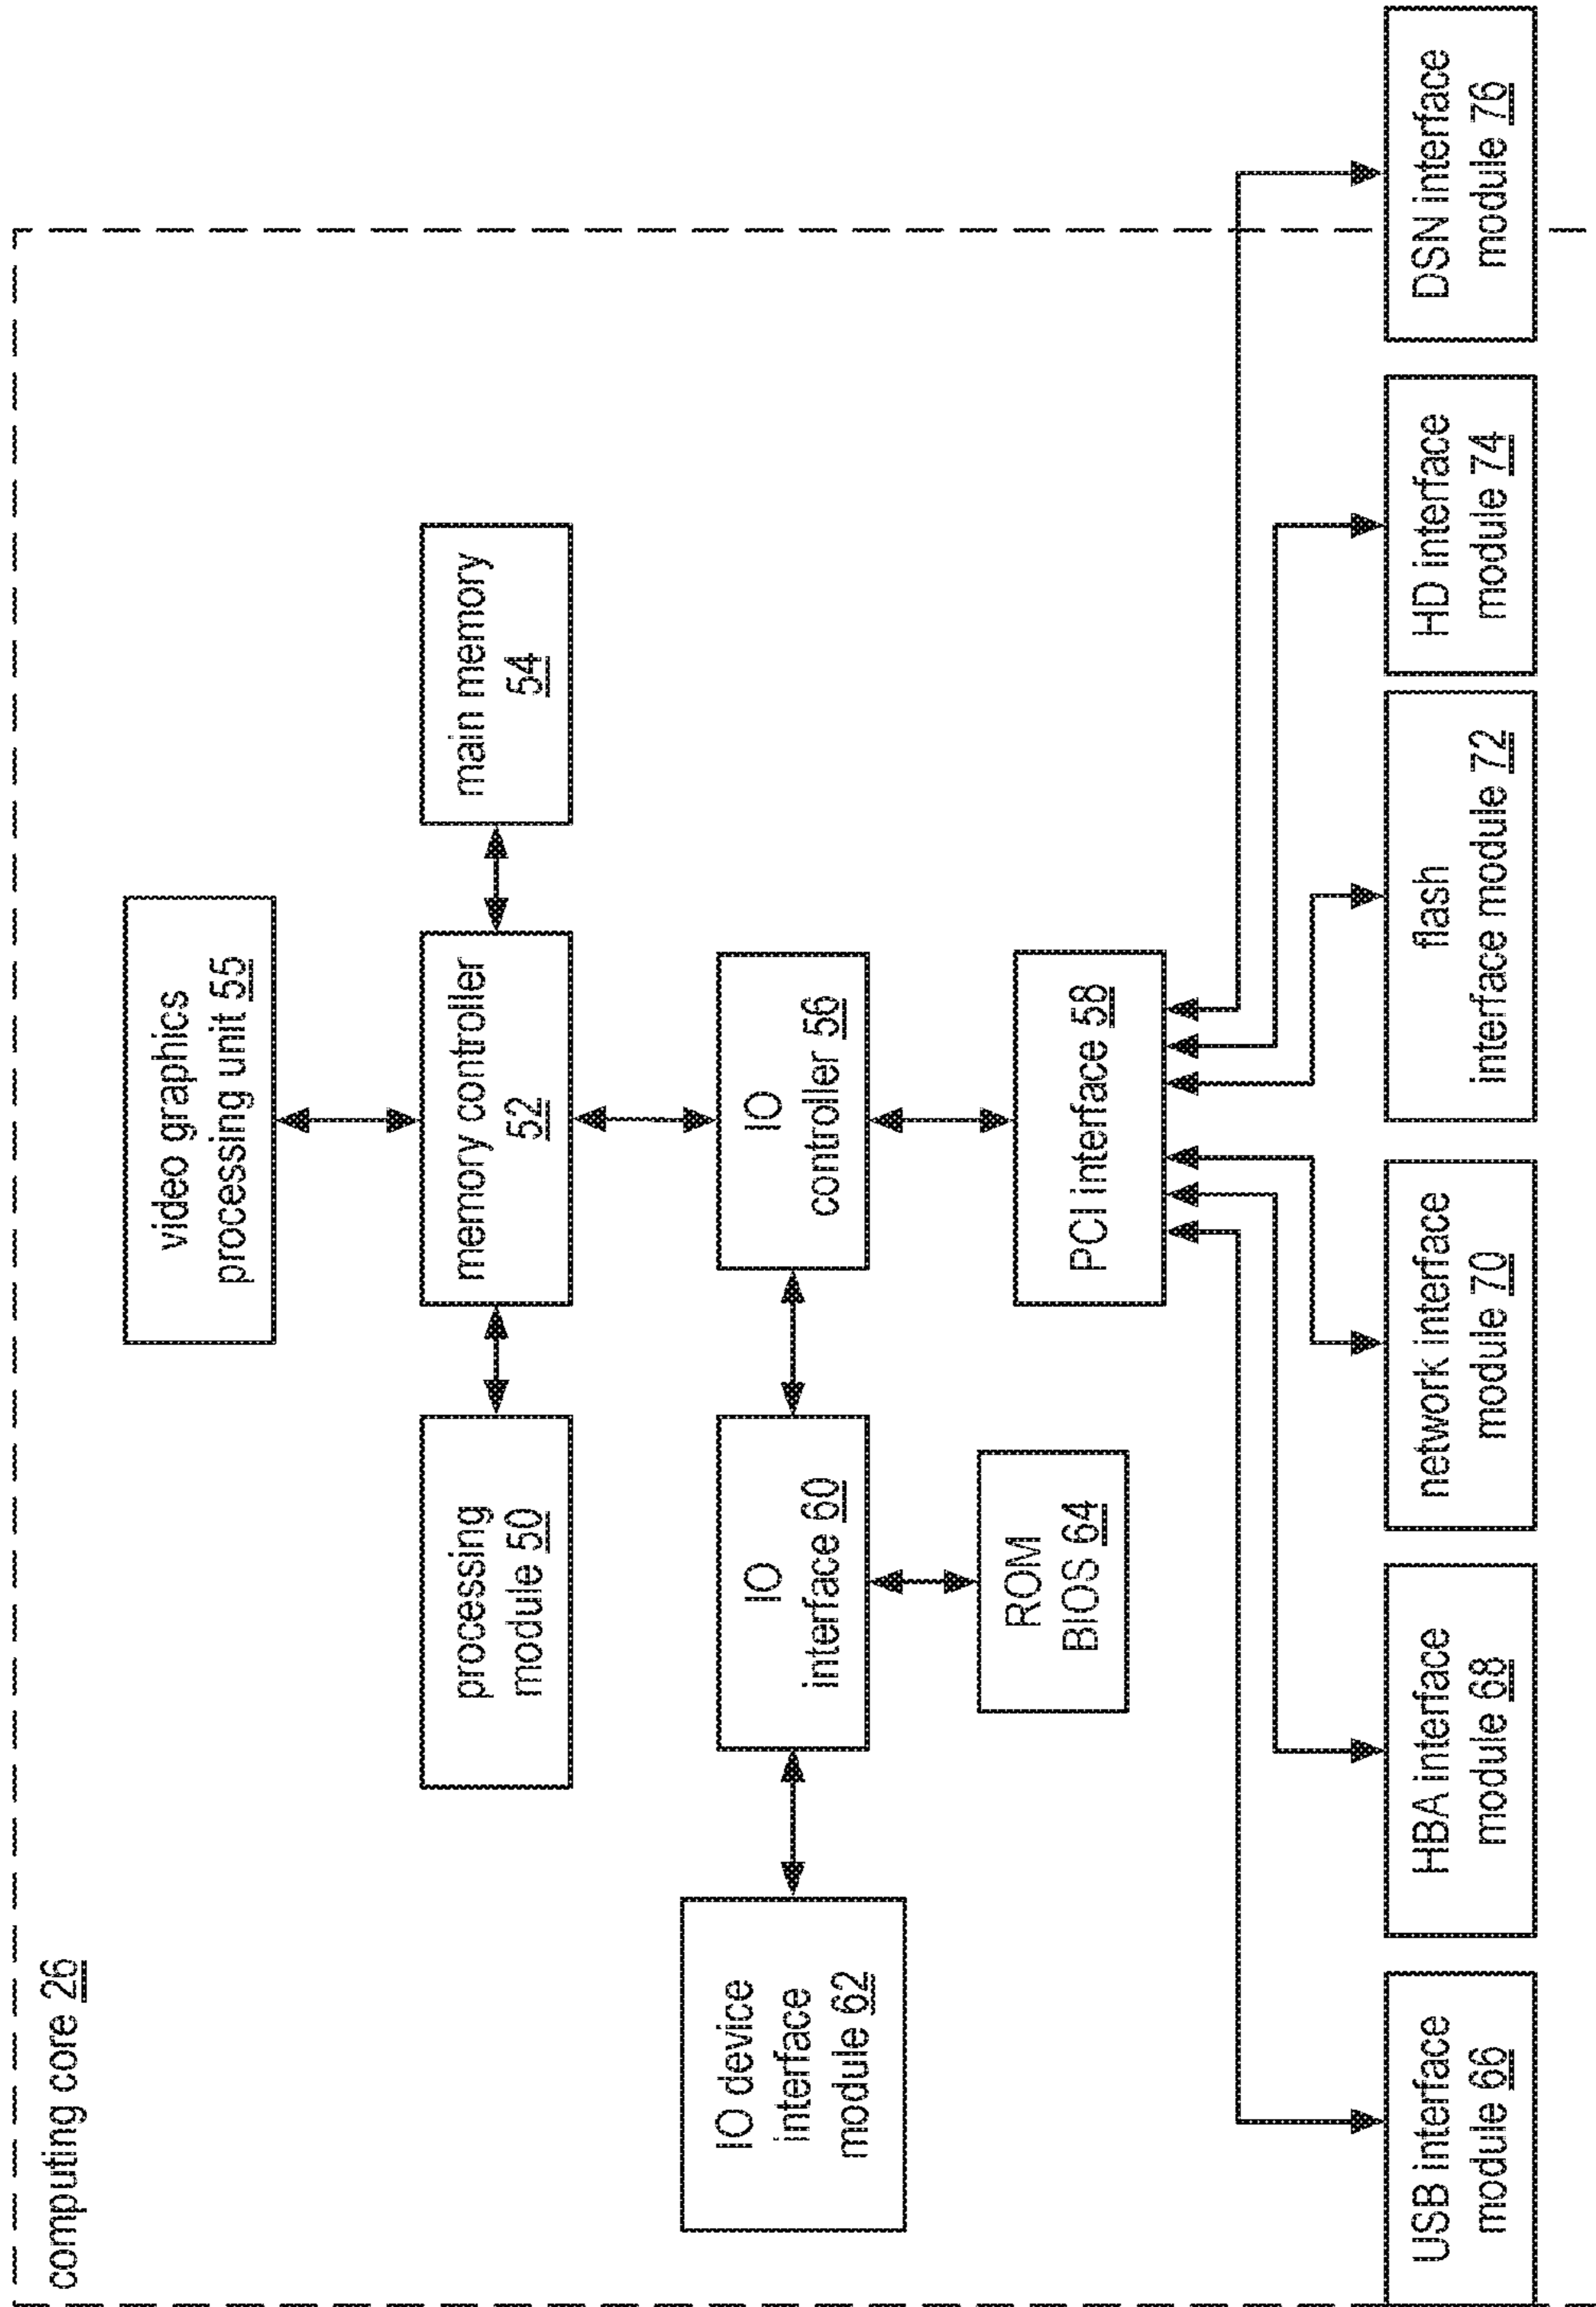 computing core 26
video graphics
processing unit 55
processing
module 50
memory controller
52
main memory
54
IO device
interface
module 62
IO
interface 60
IO
controller 56
ROM
BIOS 64
PCI interface 58
USB interface
module 66
HBA interface
module 68
network interface
module 70
flash
interface module 72
HD interface
module 74
DSN interface
module 76